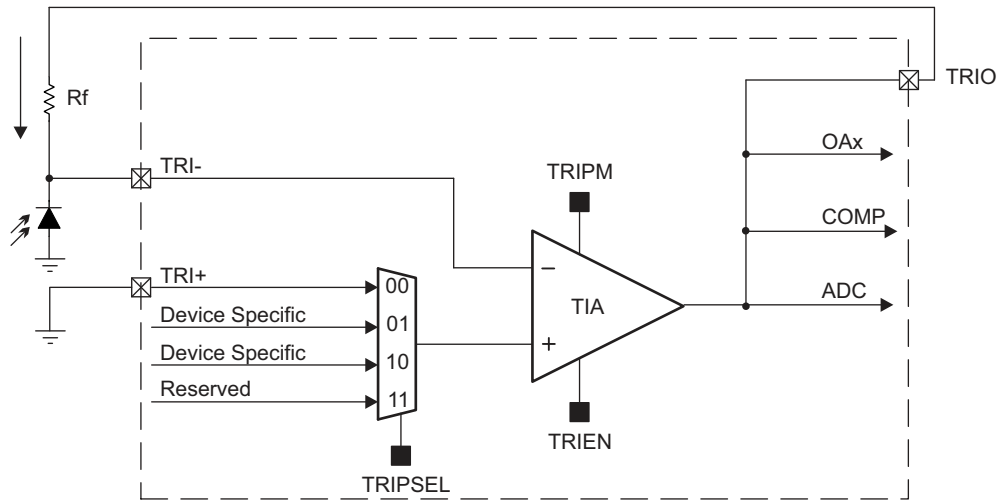 TRIO
Rf
OAx
TRI-
TRIPM
COMP
TRI+
00
−
TIA
ADC
Device Specific
01
Device Specific
10
+
Reserved
11
TRIEN
TRIPSEL